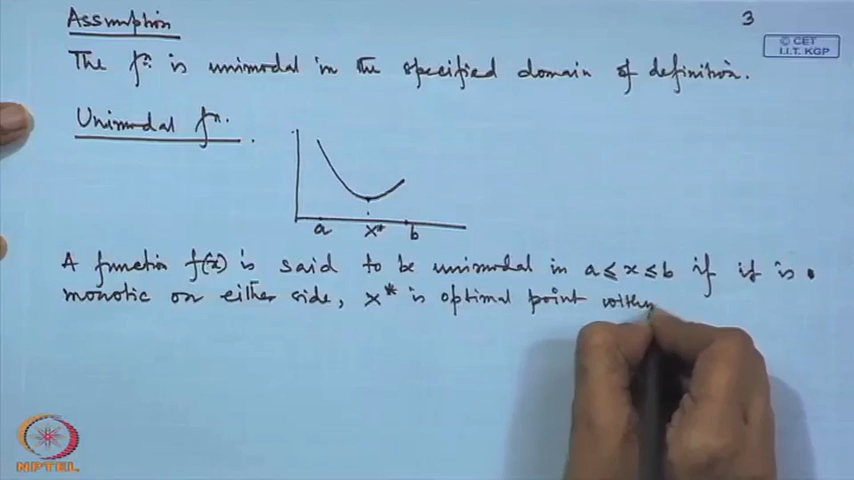 Assumption
3
© CET
I.I.T. KGP
The fn. is unimodal in the specified domain of definition.
Unimodal fn.
a x* b
A function f(x) is said to be unimodal in a ≤ x ≤ b if if is
monotic on either side, x* is optimal point within
NPTEL